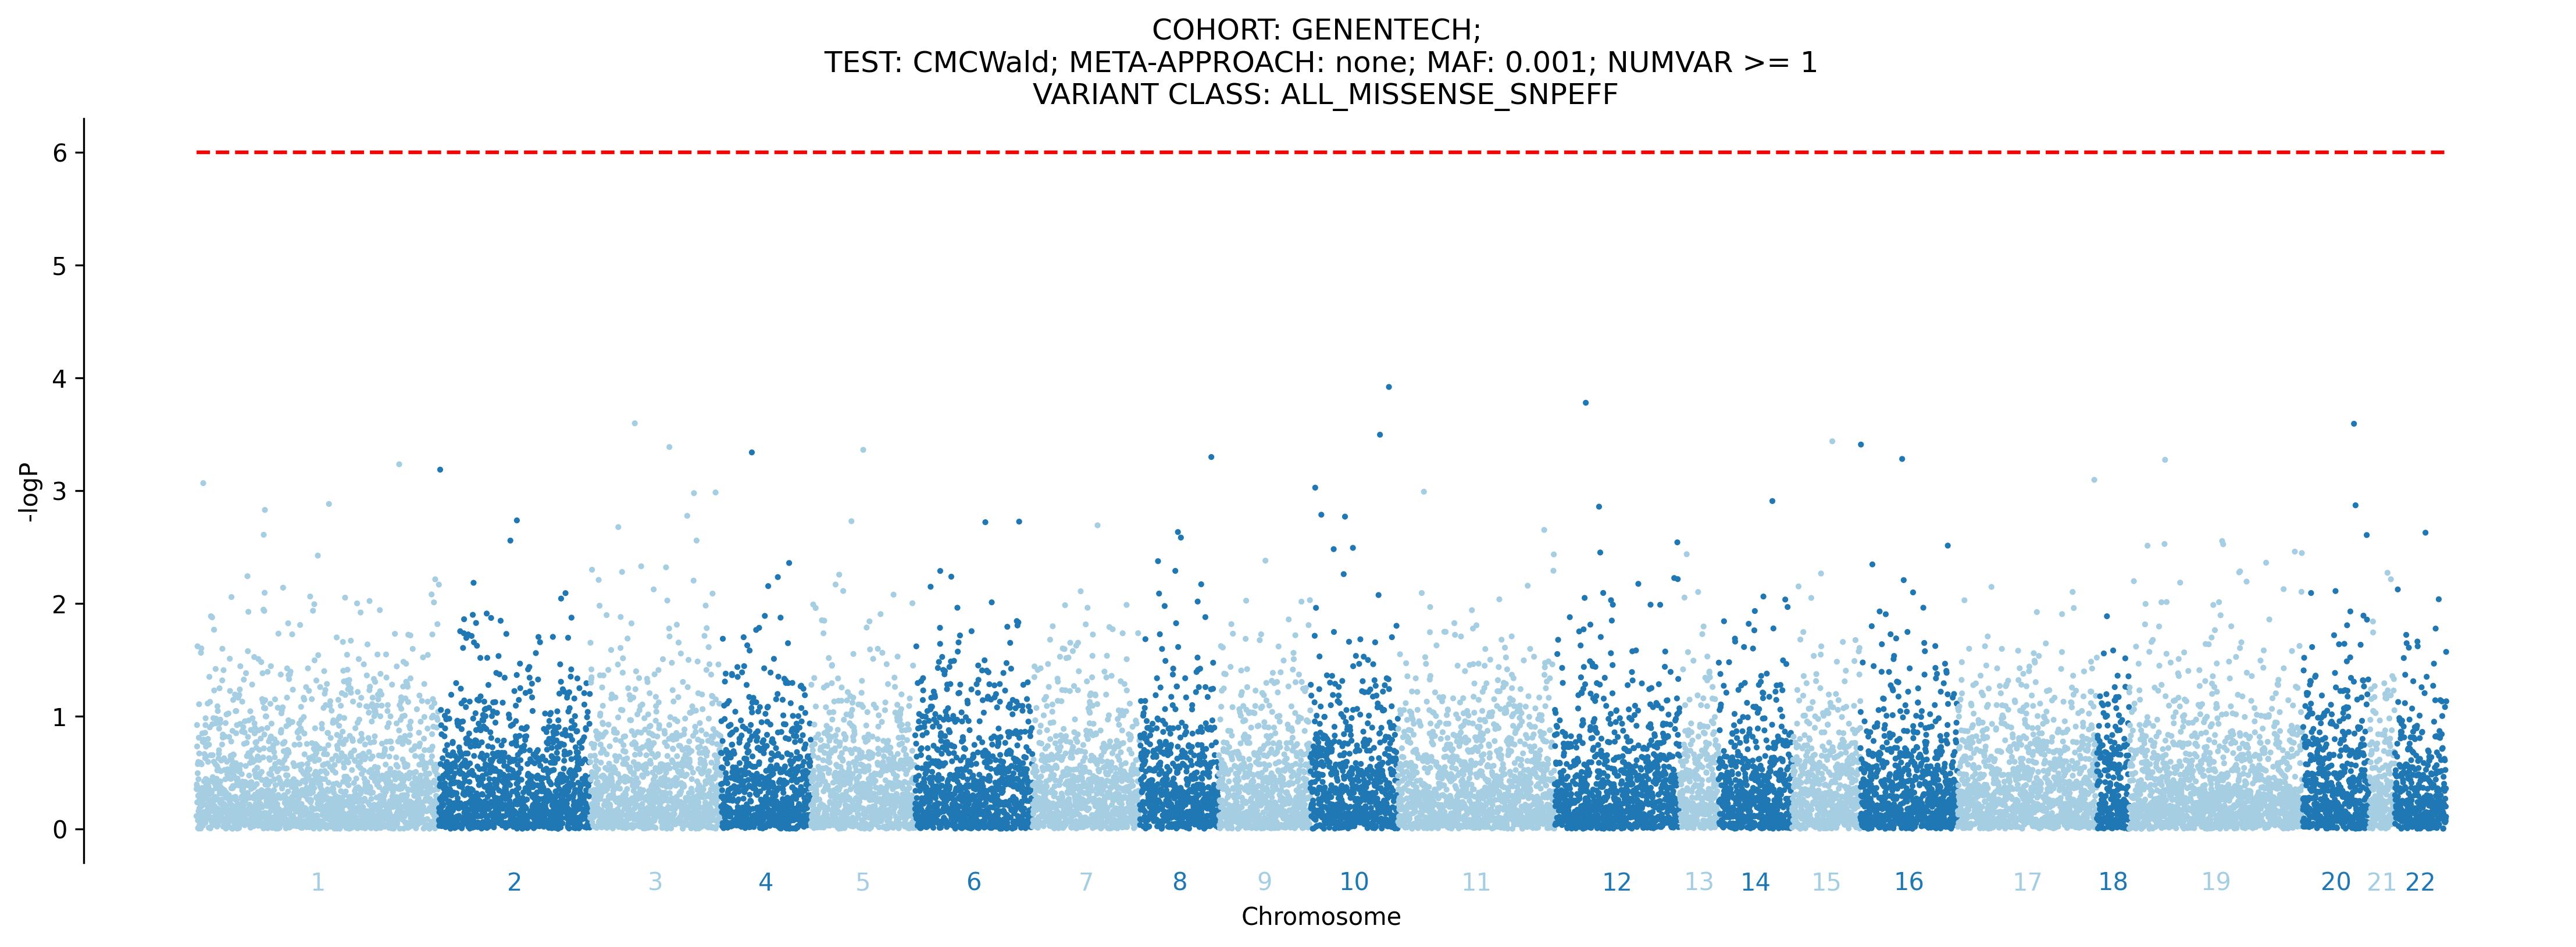 COHORT: GENENTECH;
TEST: CMCWald; META-APPROACH: none; MAF: 0.001; NUMVAR >= 1
VARIANT CLASS: ALL_MISSENSE_SNPEFF
6
5
4
3
2
1
0
-logP
1 2 3 4 5 6 7 8 9 10 11 12 13 14 15 16 17 18 19 20 21 22
Chromosome